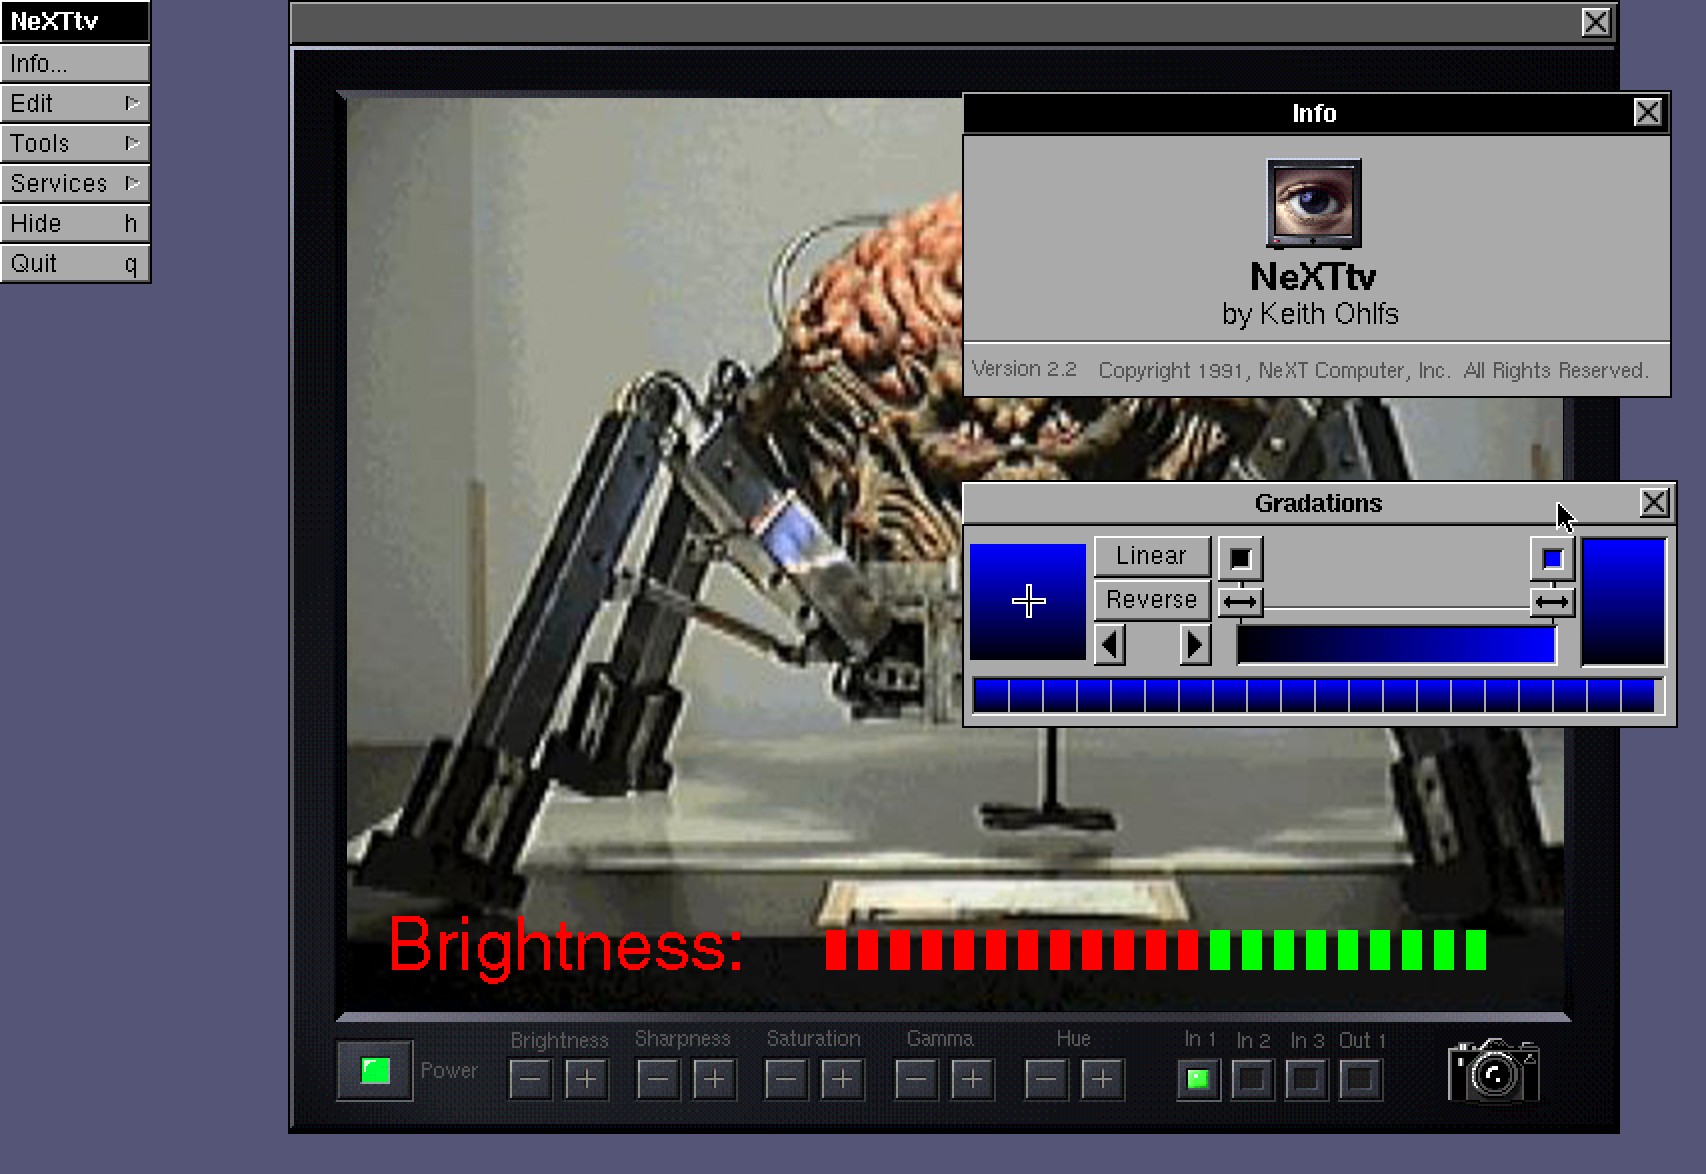 NeXTtv
Info...
Edit
Tools
Services
Hide h
Quit q
Info
NeXTtv
by Keith Ohlfs
Version 2.2 Copyright 1991, NeXT Computer, Inc. All Rights Reserved.
Gradations
Linear
Reverse
Brightness:
Power
Brightness
Sharpness
Saturation
Gamma
Hue
In 1
In 2
In 3
Out 1